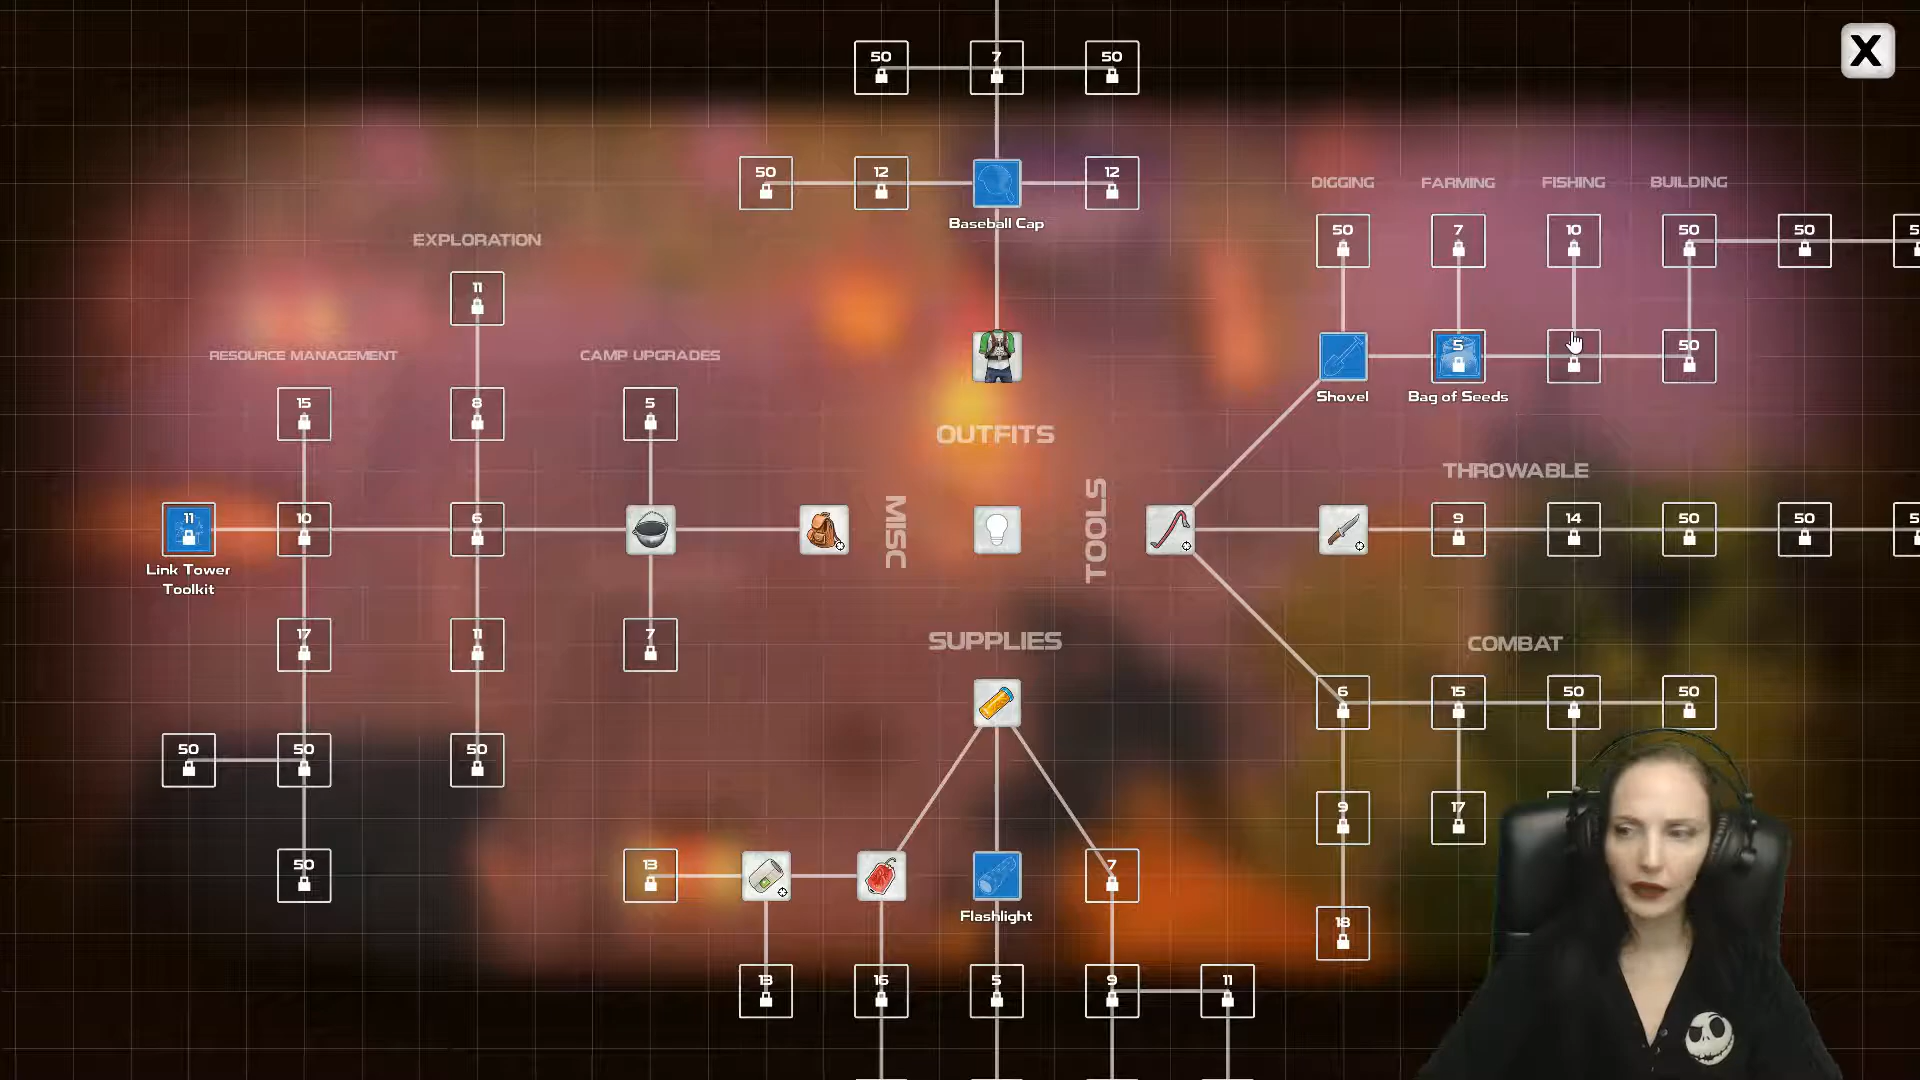 X
50 7 50
50 12 12
Baseball Cap
DIGGING FARMING FISHING BUILDING
50 7 10 50 50
EXPLORATION
11
RESOURCE MANAGEMENT CAMP UPGRADES
5 50
Shovel Bag of Seeds
15 8 5
OUTFITS
THROWABLE
MISC
TOOLS
11 10 6 9 14 50 50
Link Tower
Toolkit
17 11 7
SUPPLIES
COMBAT
6 15 50 50
50 50 50
9 17
13 7
50
Flashlight
18
13 16 5 9 11